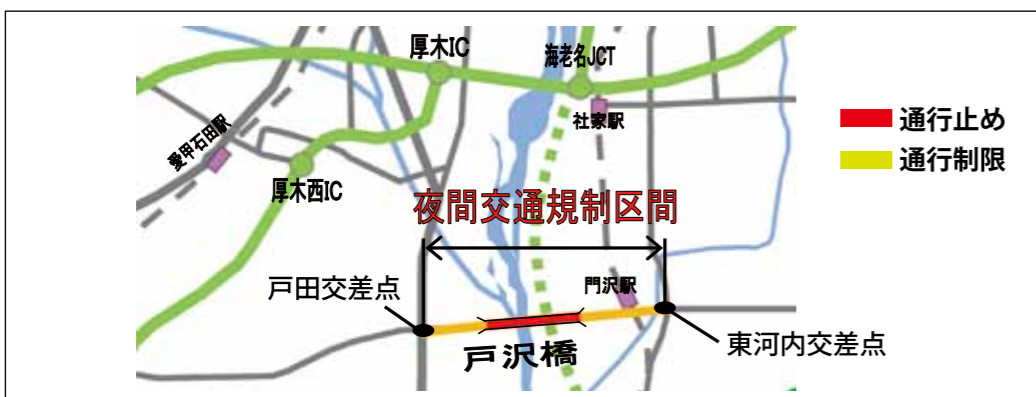 厚木IC
海老名JCT
社家駅
愛甲石田駅
厚木西IC
通行止め
通行制限
夜間交通規制区間
戸田交差点
門沢駅
戸沢橋
東河内交差点